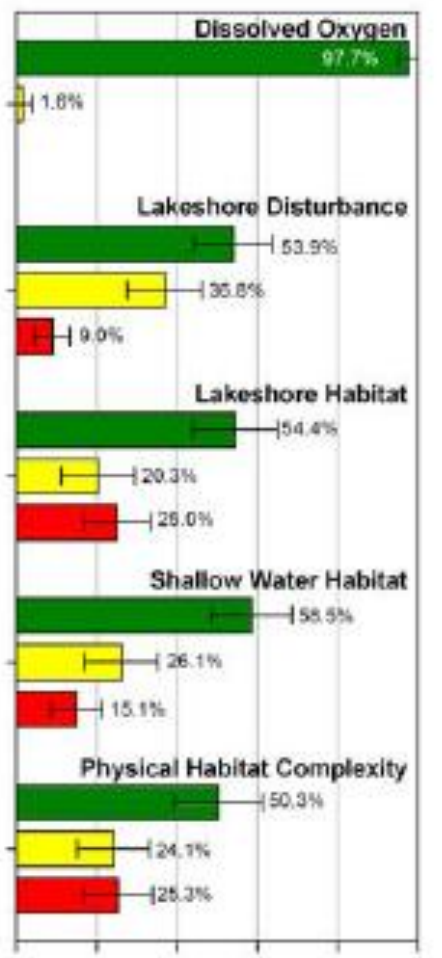 Dissolved Oxygen
97.7%
1.6%
Lakeshore Disturbance
53.9%
36.8%
9.0%
Lakeshore Habitat
54.4%
20.3%
25.0%
Shallow Water Habitat
58.5%
26.1%
15.1%
Physical Habitat Complexity
50.3%
24.1%
25.3%